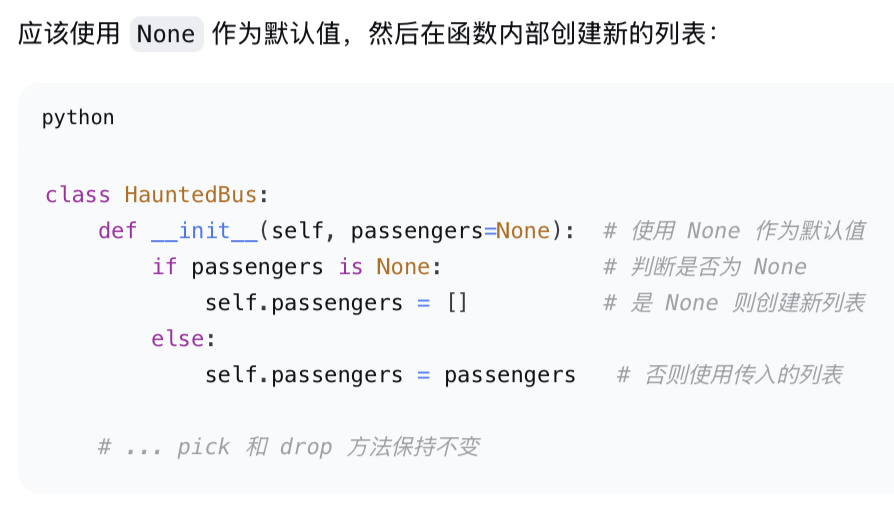 应该使用 None 作为默认值，然后在函数内部创建新的列表：
python
class HauntedBus:
    def __init__(self, passengers=None):  # 使用 None 作为默认值
        if passengers is None:            # 判断是否为 None
            self.passengers = []          # 是 None 则创建新列表
        else:
            self.passengers = passengers   # 否则使用传入的列表
    # ... pick 和 drop 方法保持不变